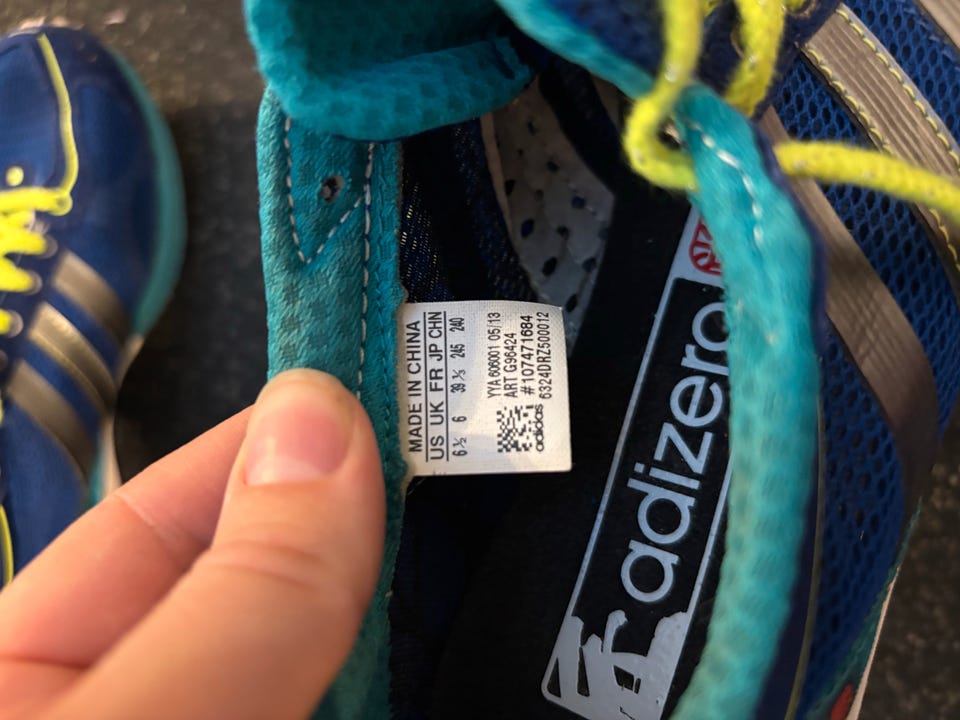 MADE IN CHINA
US UK FR JP CHN
6½ 6 39⅓ 245 240
YYA 606001 05/13
ART G96424
#107471684
6324DRZ500012
adidas
adizero